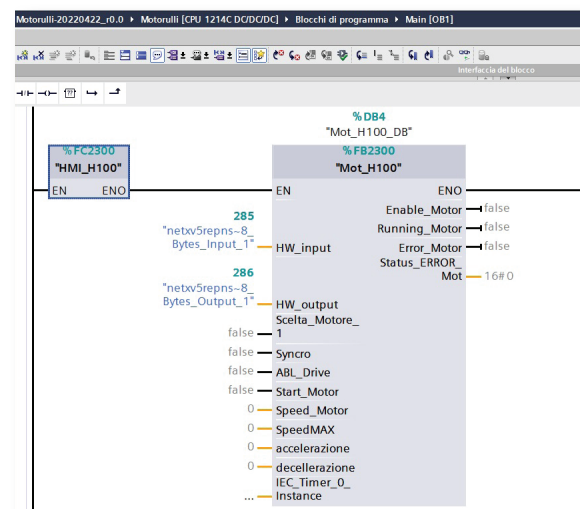 Motorulli-20220422_r0.0 ▸ Motorulli [CPU 1214C DC/DC/DC] ▸ Blocchi di programma ▸ Main [OB1]
Interfaccia del blocco
%DB4
"Mot_H100_DB"
%FC2300
"HMI_H100"
EN ENO
%FB2300
"Mot_H100"
EN ENO
Enable_Motor false
Running_Motor false
Error_Motor false
Status_ERROR_
Mot 16#0
285
"netxv5repns~8_
Bytes_Input_1" HW_input
286
"netxv5repns~8_
Bytes_Output_1" HW_output
Scelta_Motore_
false 1
false Syncro
false ABL_Drive
false Start_Motor
0 Speed_Motor
0 SpeedMAX
0 accelerazione
0 decellerazione
IEC_Timer_0_
... Instance